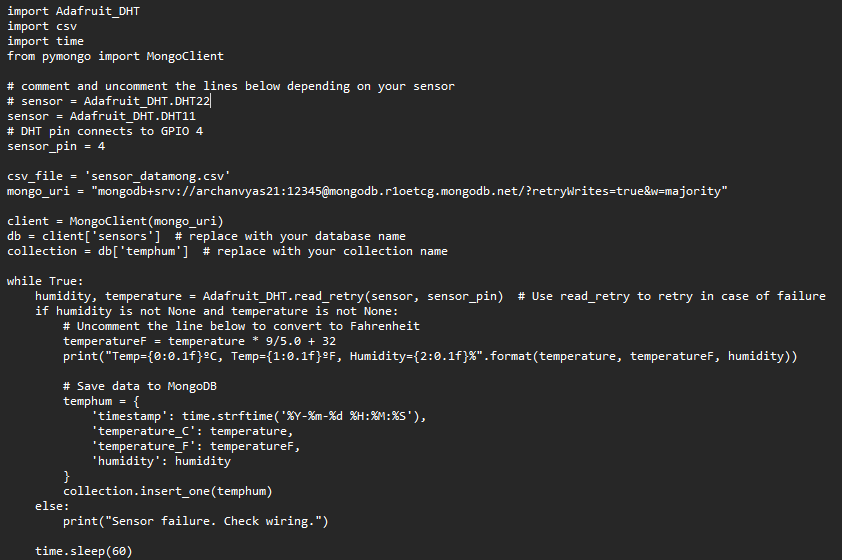 import Adafruit_DHT
import csv
import time
from pymongo import MongoClient

# comment and uncomment the lines below depending on your sensor
# sensor = Adafruit_DHT.DHT22
sensor = Adafruit_DHT.DHT11
# DHT pin connects to GPIO 4
sensor_pin = 4

csv_file = 'sensor_datamong.csv'
mongo_uri = "mongodb+srv://archanvyas21:12345@mongodb.r1oetcg.mongodb.net/?retryWrites=true&w=majority"

client = MongoClient(mongo_uri)
db = client['sensors']  # replace with your database name
collection = db['temphum']  # replace with your collection name

while True:
    humidity, temperature = Adafruit_DHT.read_retry(sensor, sensor_pin)  # Use read_retry to retry in case of failure
    if humidity is not None and temperature is not None:
        # Uncomment the line below to convert to Fahrenheit
        temperatureF = temperature * 9/5.0 + 32
        print("Temp={0:0.1f}ºC, Temp={1:0.1f}ºF, Humidity={2:0.1f}%".format(temperature, temperatureF, humidity))

        # Save data to MongoDB
        temphum = {
            'timestamp': time.strftime('%Y-%m-%d %H:%M:%S'),
            'temperature_C': temperature,
            'temperature_F': temperatureF,
            'humidity': humidity
        }
        collection.insert_one(temphum)
    else:
        print("Sensor failure. Check wiring.")

    time.sleep(60)